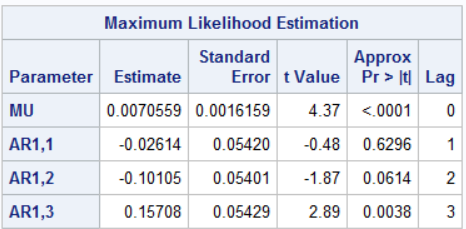 Maximum Likelihood Estimation
Parameter Estimate Standard Error t Value Approx Pr > |t| Lag
MU 0.0070559 0.0016159 4.37 <.0001 0
AR1,1 -0.02614 0.05420 -0.48 0.6296 1
AR1,2 -0.10105 0.05401 -1.87 0.0614 2
AR1,3 0.15708 0.05429 2.89 0.0038 3